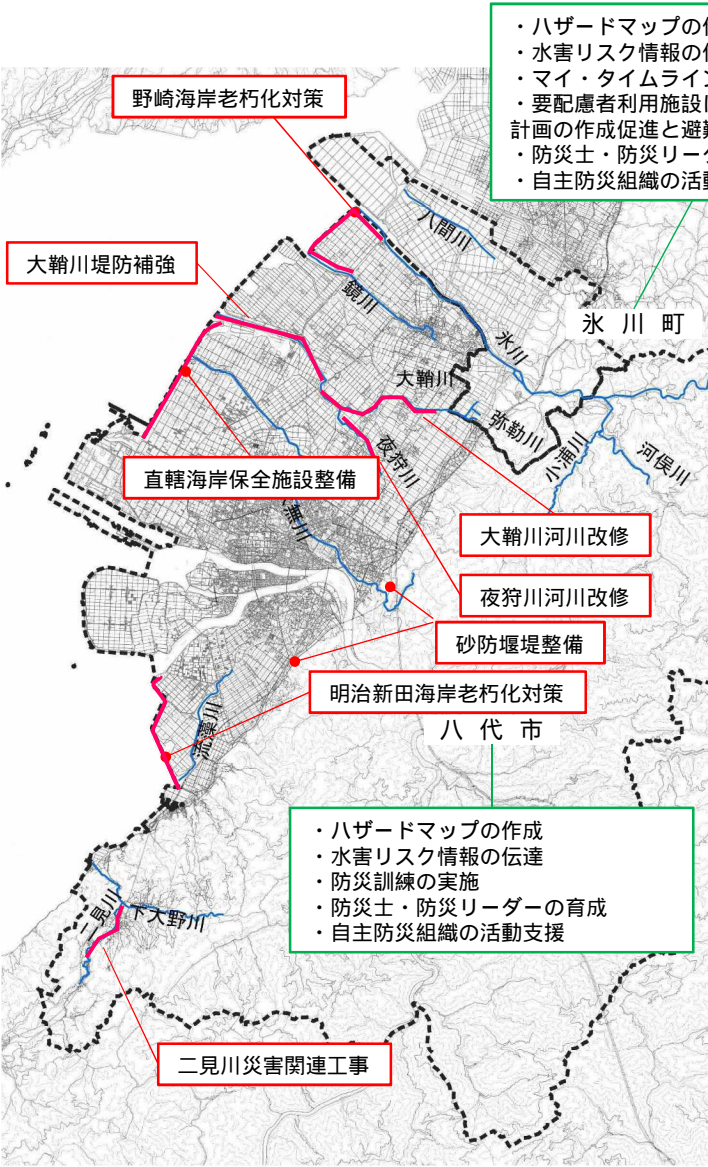 ・ハザードマップの
・水害リスク情報の
・マイ・タイムライン
・要配慮者利用施設
計画の作成促進と避
・防災士・防災リー
・自主防災組織の活
野崎海岸老朽化対策
八間川
大鞘川堤防補強
鏡川
氷川町
氷川
大鞘川
弥勒川
小浦川
河俣川
夜狩川
直轄海岸保全施設整備
無川
大鞘川河川改修
夜狩川河川改修
砂防堰堤整備
明治新田海岸老朽化対策
流藻川
八代市
・ハザードマップの作成
・水害リスク情報の伝達
・防災訓練の実施
・防災士・防災リーダーの育成
・自主防災組織の活動支援
二見川
下大野川
二見川災害関連工事